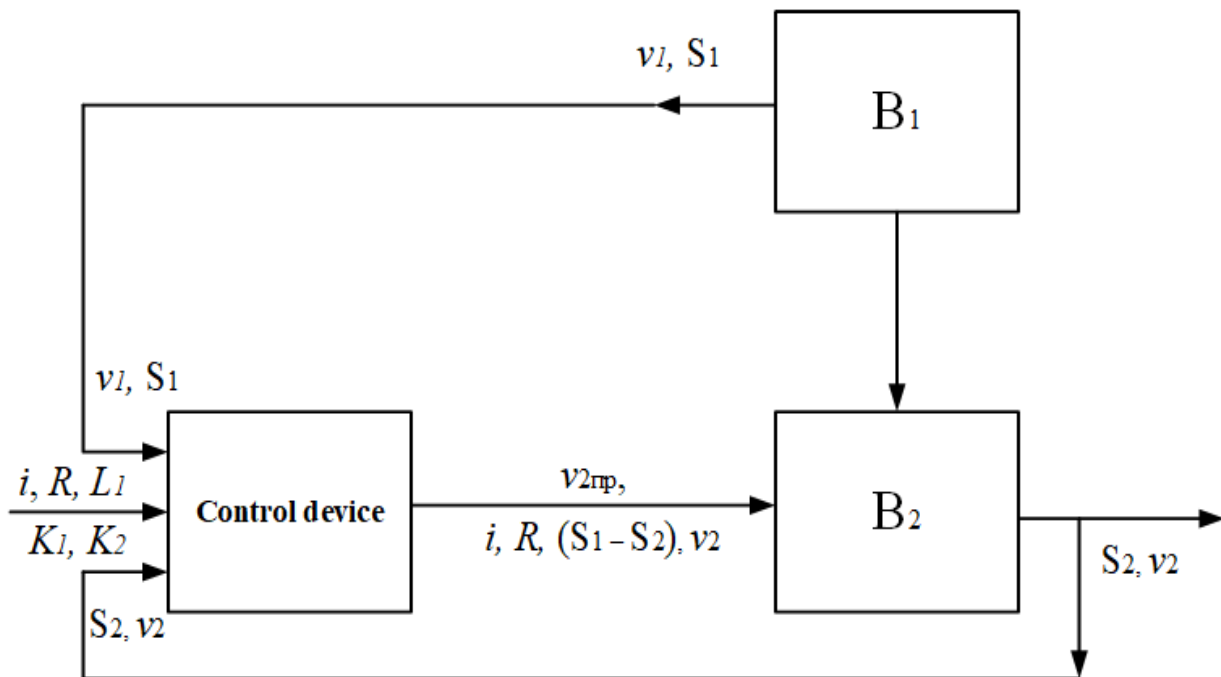 v1, S1
B1
v1, S1
i, R, L1
K1, K2
S2, v2
Control device
v2пр,
i, R, (S1 – S2), v2
B2
S2, v2